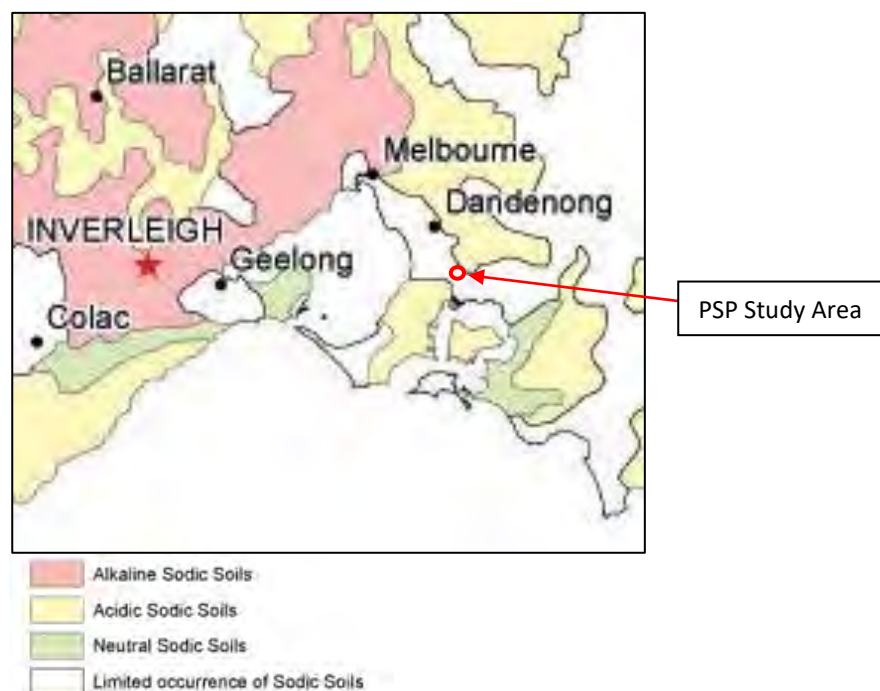 Ballarat
Melbourne
Dandenong
INVERLEIGH
Geelong
PSP Study Area
Colac
Alkaline Sodic Soils
Acidic Sodic Soils
Neutral Sodic Soils
Limited occurrence of Sodic Soils